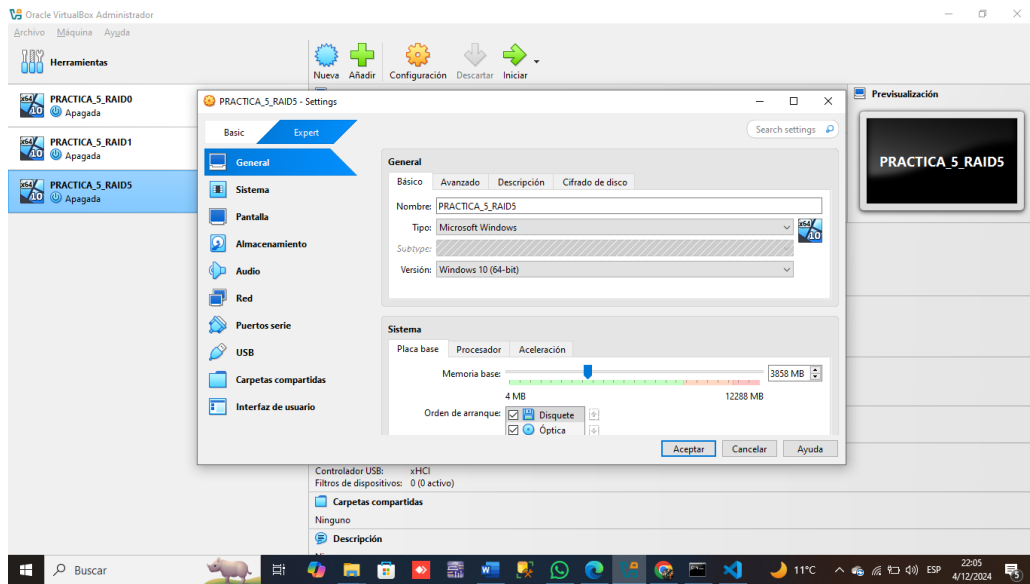 Oracle VirtualBox Administrador
Archivo Máquina Ayuda
Herramientas
Nueva Añadir Configuración Descartar Iniciar
PRACTICA_5_RAID0
Apagada
PRACTICA_5_RAID1
Apagada
PRACTICA_5_RAID5
Apagada
PRACTICA_5_RAID5 - Settings
Basic Expert
Search settings
General
Sistema
Pantalla
Almacenamiento
Audio
Red
Puertos serie
USB
Carpetas compartidas
Interfaz de usuario
General
Básico Avanzado Descripción Cifrado de disco
Nombre: PRACTICA_5_RAID5
Tipo: Microsoft Windows
Subtype:
Versión: Windows 10 (64-bit)
Sistema
Placa base Procesador Aceleración
Memoria base: 3858 MB
4 MB 12288 MB
Orden de arranque: Disquete
Óptica
Aceptar Cancelar Ayuda
Previsualización
PRACTICA_5_RAID5
Controlador USB: xHCI
Filtros de dispositivos: 0 (0 activo)
Carpetas compartidas
Ninguno
Descripción
Buscar
11°C
ESP
22:05
4/12/2024